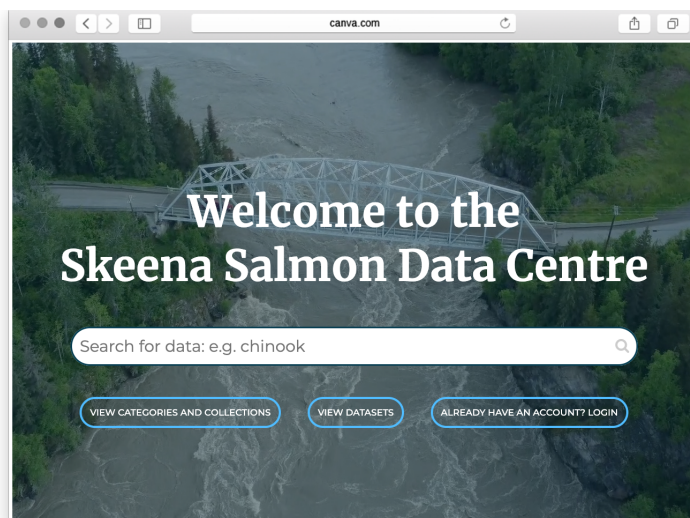 canva.com
Welcome to the
Skeena Salmon Data Centre
Search for data: e.g. chinook
VIEW CATEGORIES AND COLLECTIONS
VIEW DATASETS
ALREADY HAVE AN ACCOUNT? LOGIN